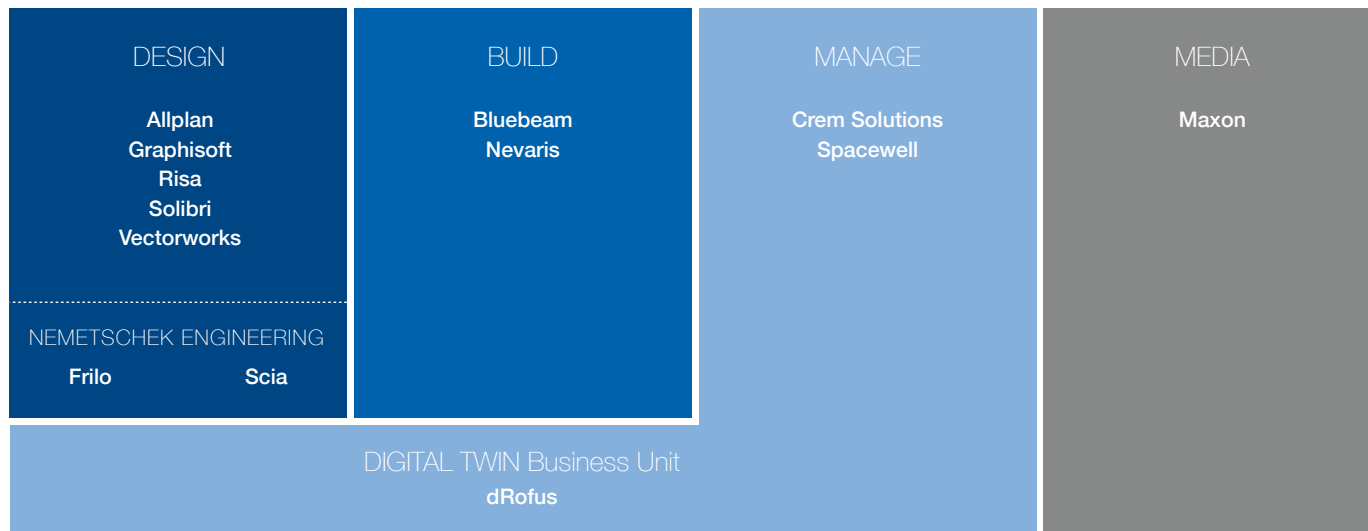 DESIGN
Allplan
Graphisoft
Risa
Solibri
Vectorworks
NEMETSCHEK ENGINEERING
Frilo Scia
BUILD
Bluebeam
Nevaris
MANAGE
Crem Solutions
Spacewell
MEDIA
Maxon
DIGITAL TWIN Business Unit
dRofus